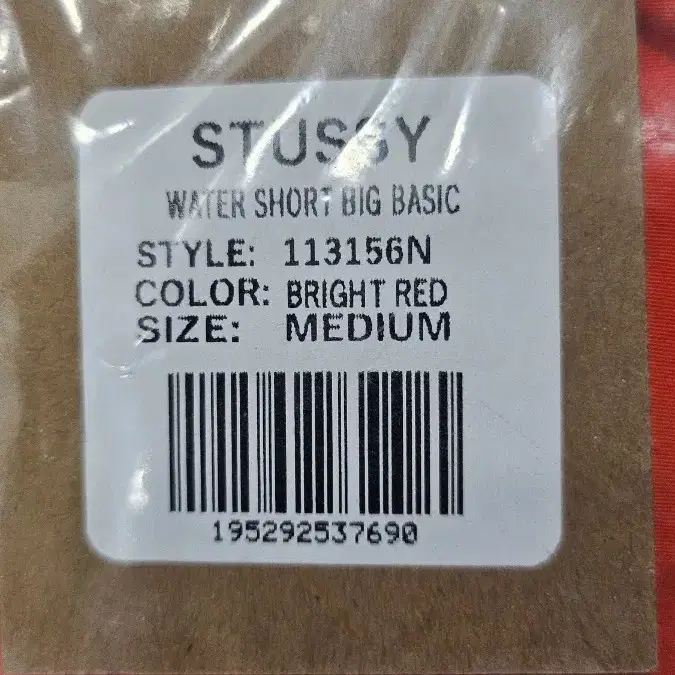 STUSSY
WATER SHORT BIG BASIC
STYLE: 113156N
COLOR: BRIGHT RED
SIZE: MEDIUM
195292537690